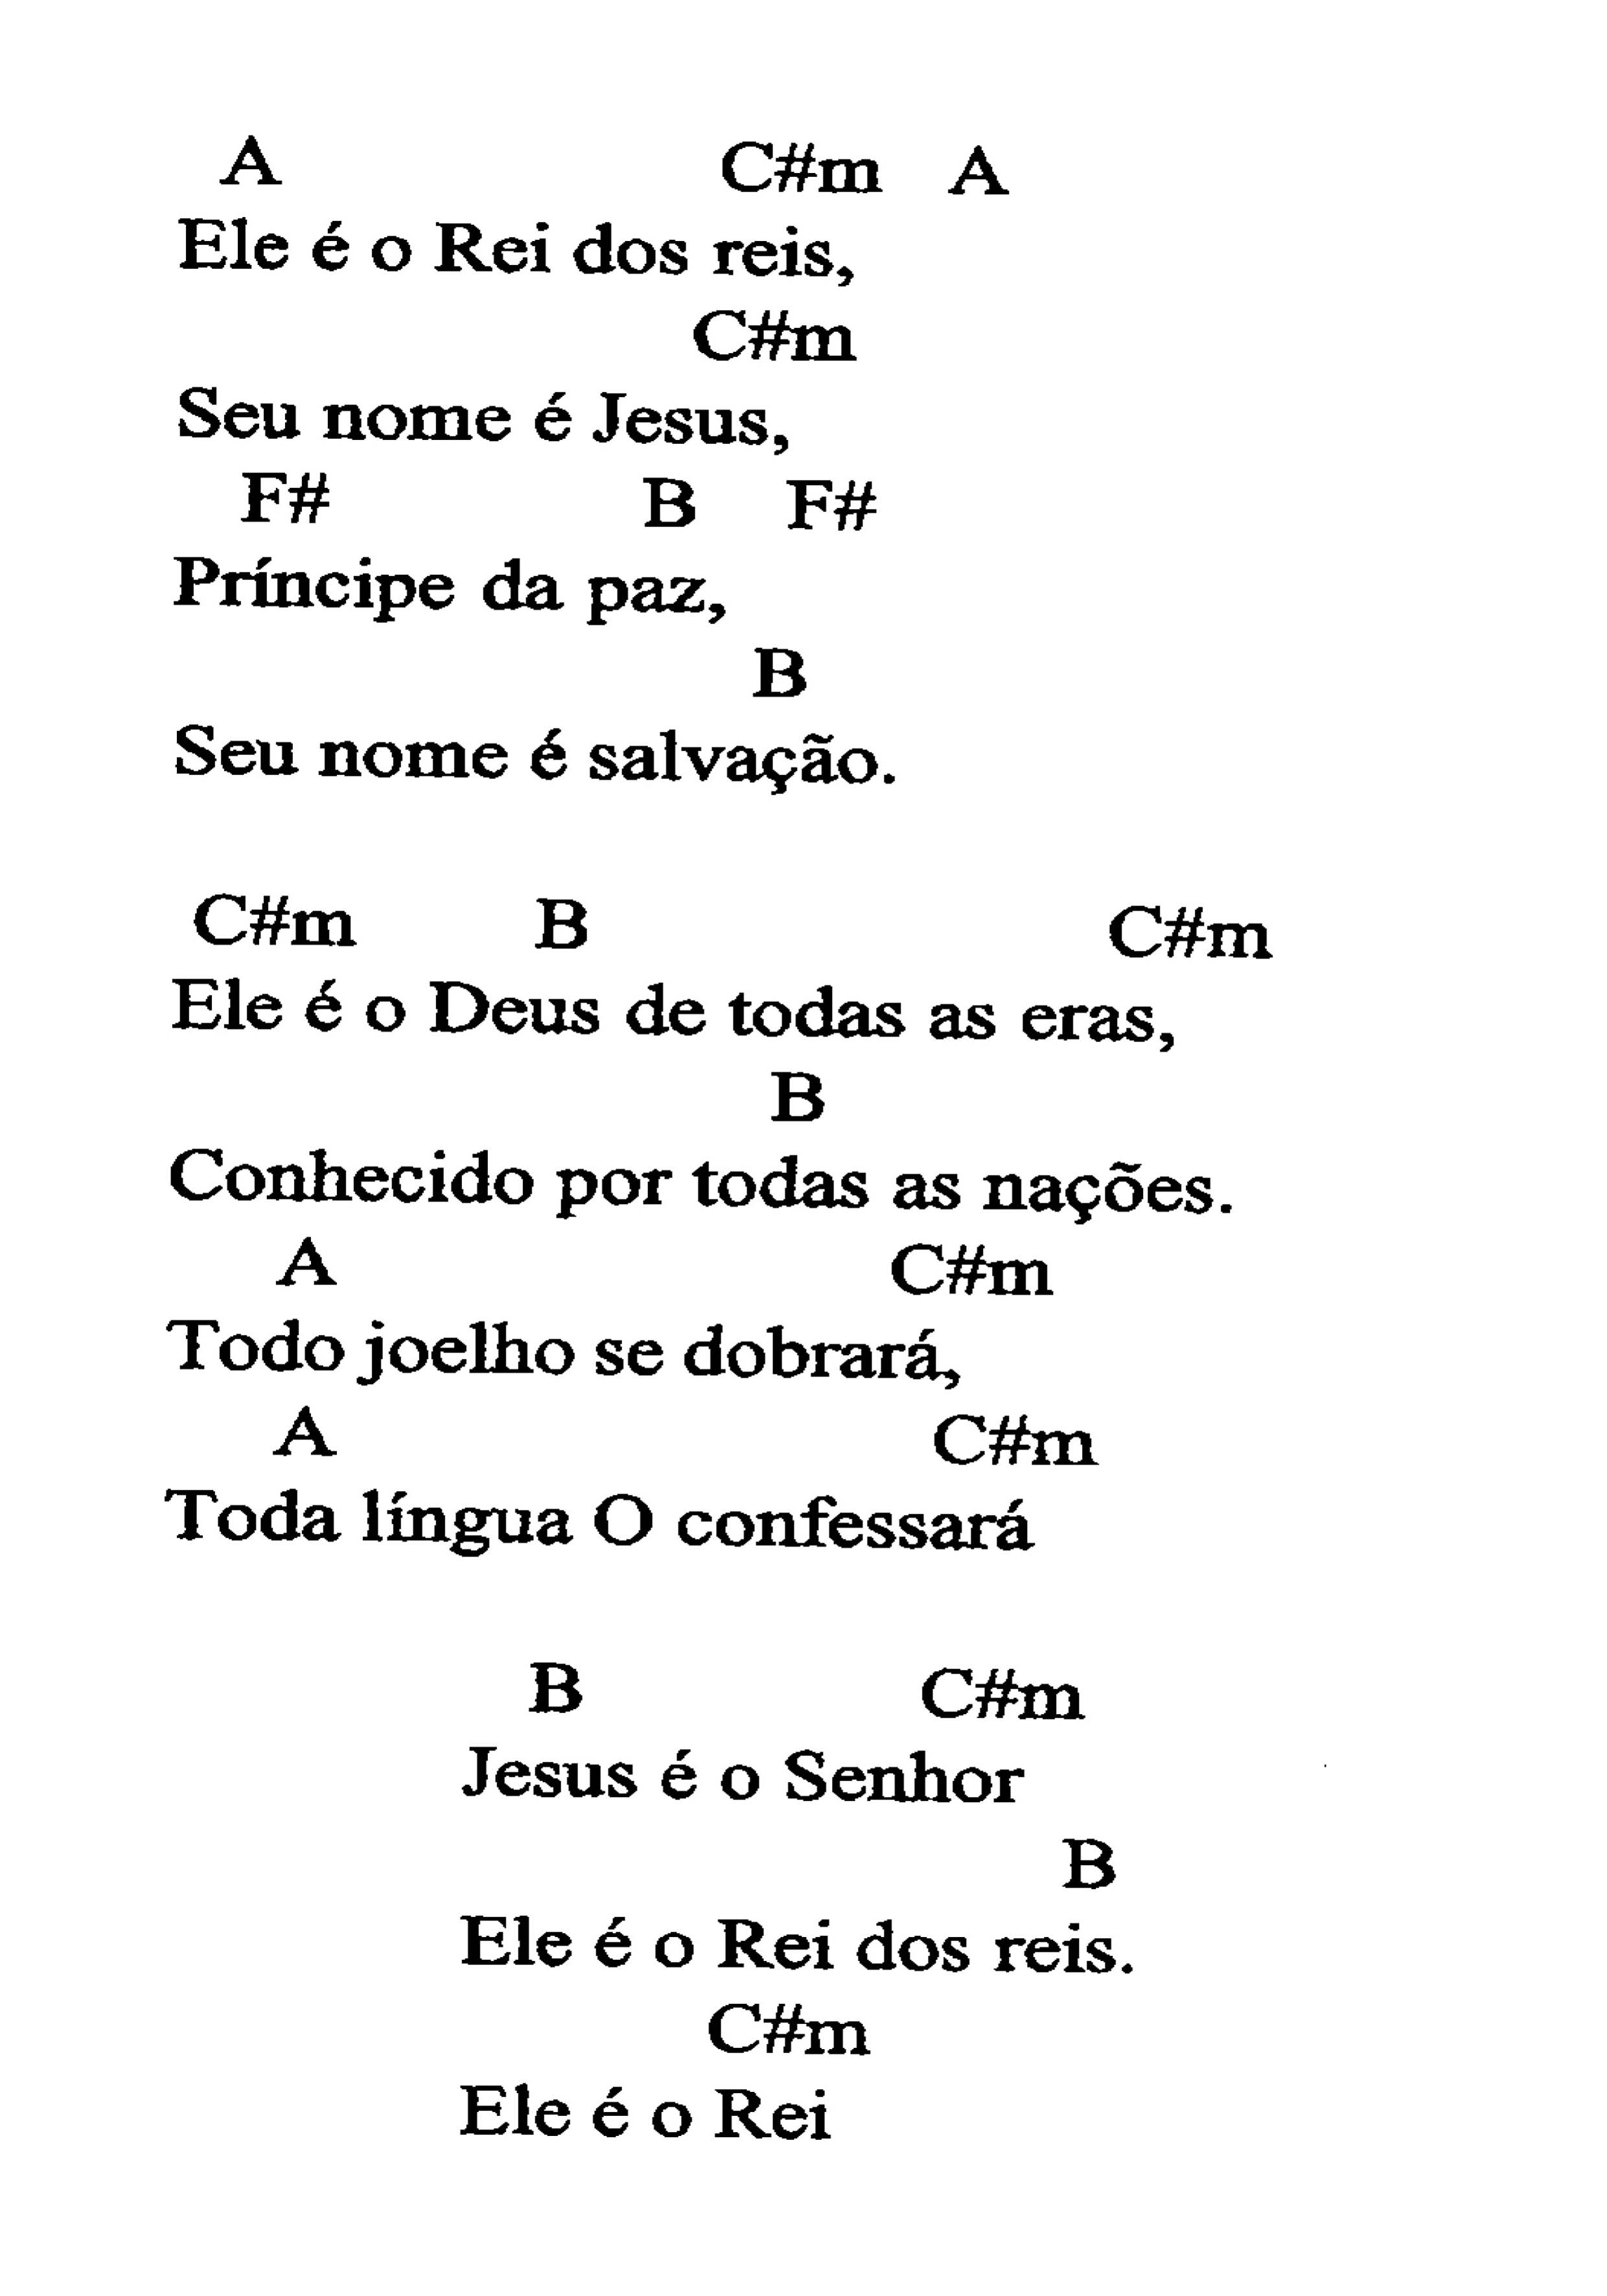 A C#m A
Ele é o Rei dos reis,
C#m
Seu nome é Jesus,
F# B F#
Príncipe da paz,
B
Seu nome é salvação.
C#m B C#m
Ele é o Deus de todas as eras,
B
Conhecido por todas as nações.
A C#m
Todo joelho se dobrará,
A C#m
Toda língua O confessará
B C#m
Jesus é o Senhor
B
Ele é o Rei dos reis.
C#m
Ele é o Rei